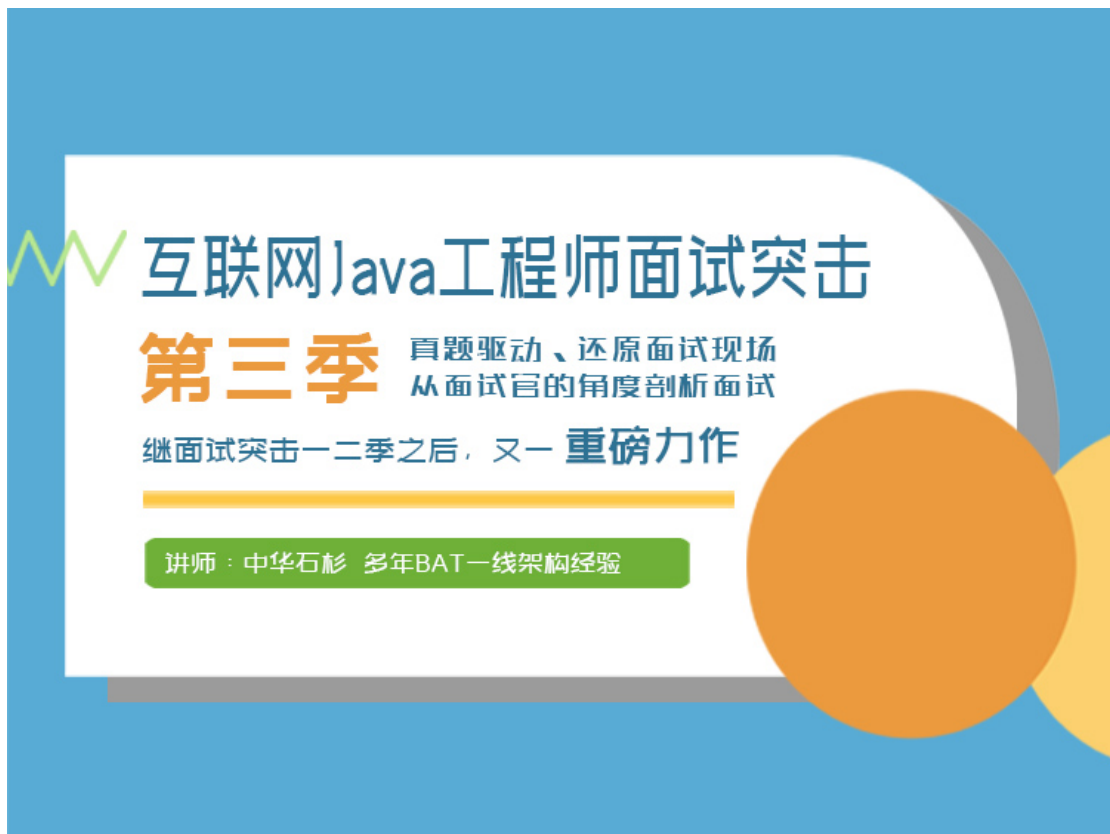 互联网Java工程师面试突击
第三季
真题驱动、还原面试现场
从面试官的角度剖析面试
继面试突击一二季之后，又一 重磅力作
讲师：中华石杉 多年BAT一线架构经验